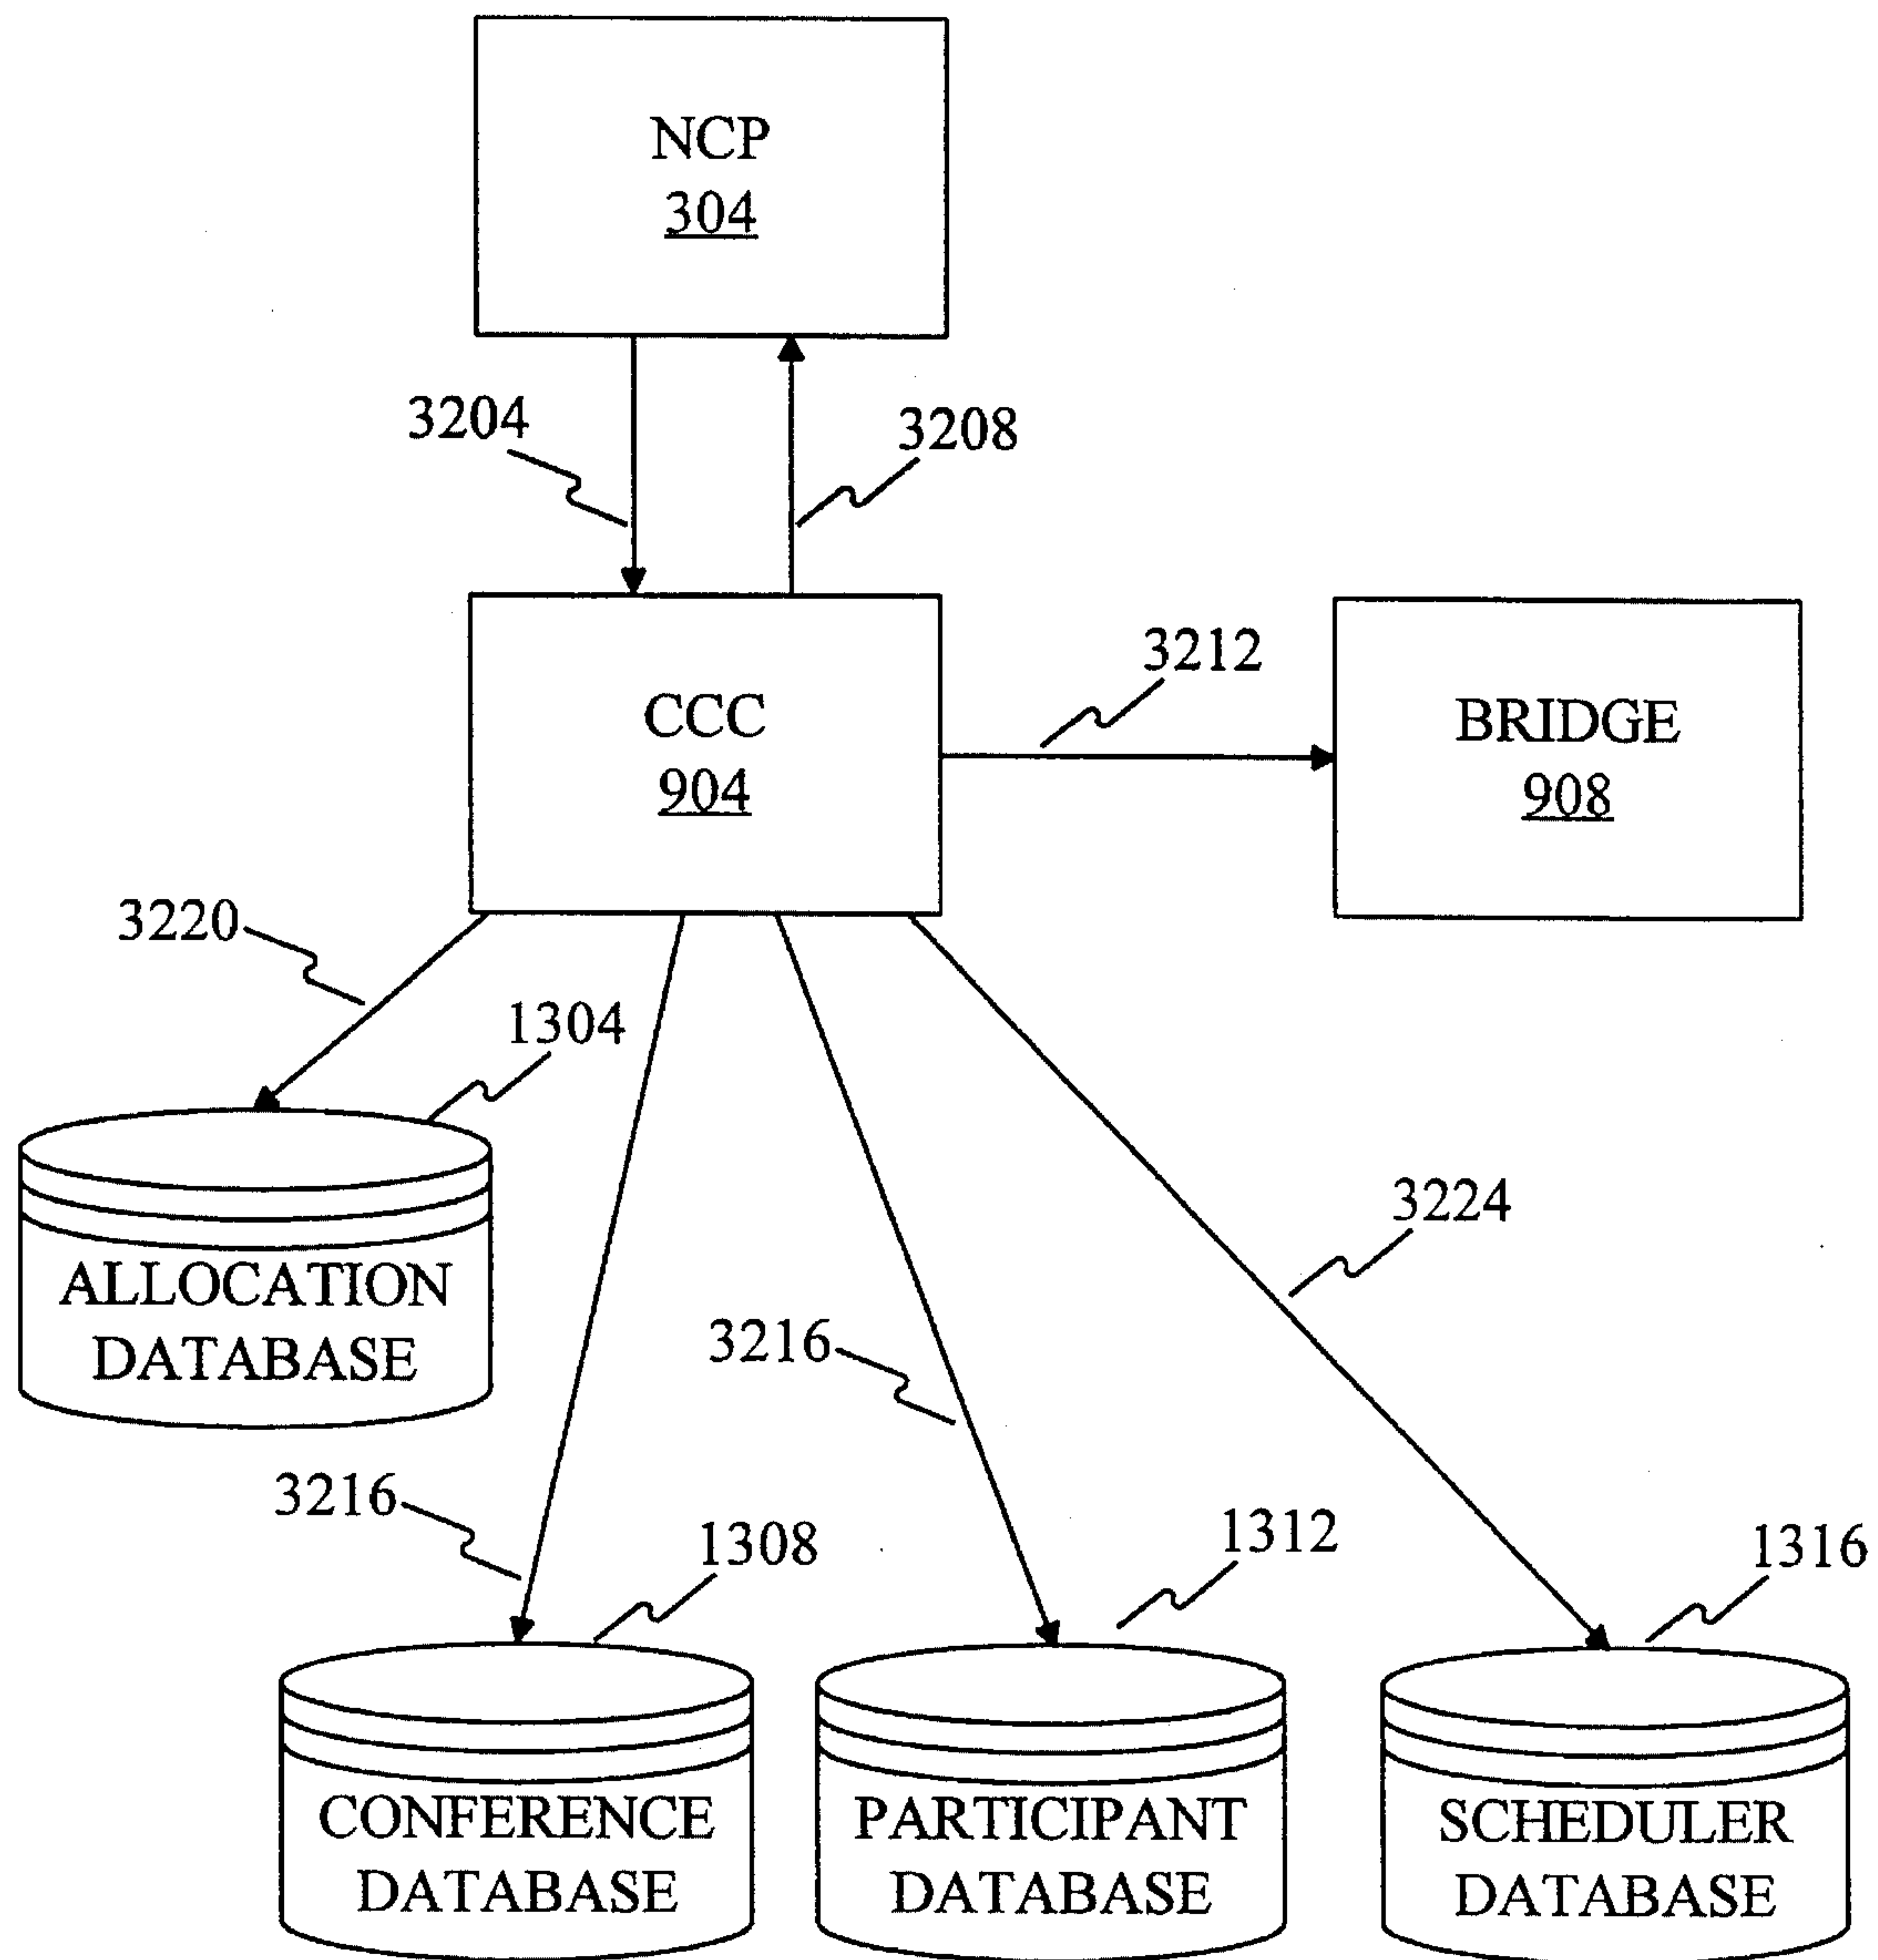 NCP
304
3204
3208
3212
CCC
904
BRIDGE
908
3220
1304
ALLOCATION
DATABASE
3224
3216
3216
1308
1312
1316
CONFERENCE
DATABASE
PARTICIPANT
DATABASE
SCHEDULER
DATABASE